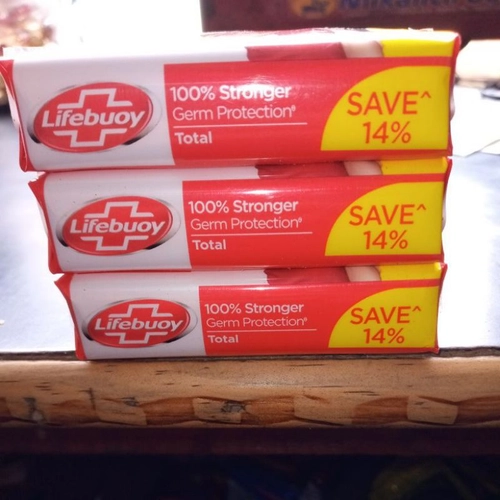 Lifebuoy
100% Stronger
Germ Protection#
Total
SAVE^
14%
Lifebuoy
100% Stronger
Germ Protection#
Total
SAVE^
14%
Lifebuoy
100% Stronger
Germ Protection#
Total
SAVE^
14%